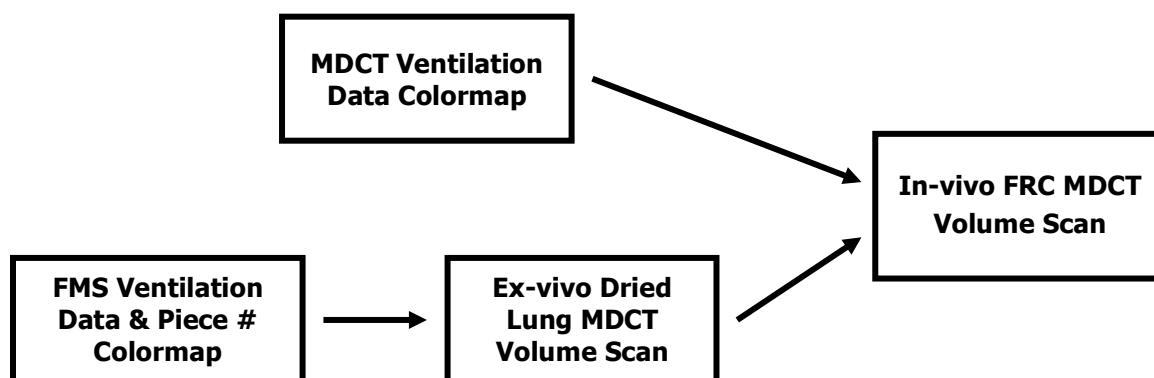 MDCT Ventilation
Data Colormap
In-vivo FRC MDCT
Volume Scan
FMS Ventilation
Data & Piece #
Colormap
Ex-vivo Dried
Lung MDCT
Volume Scan